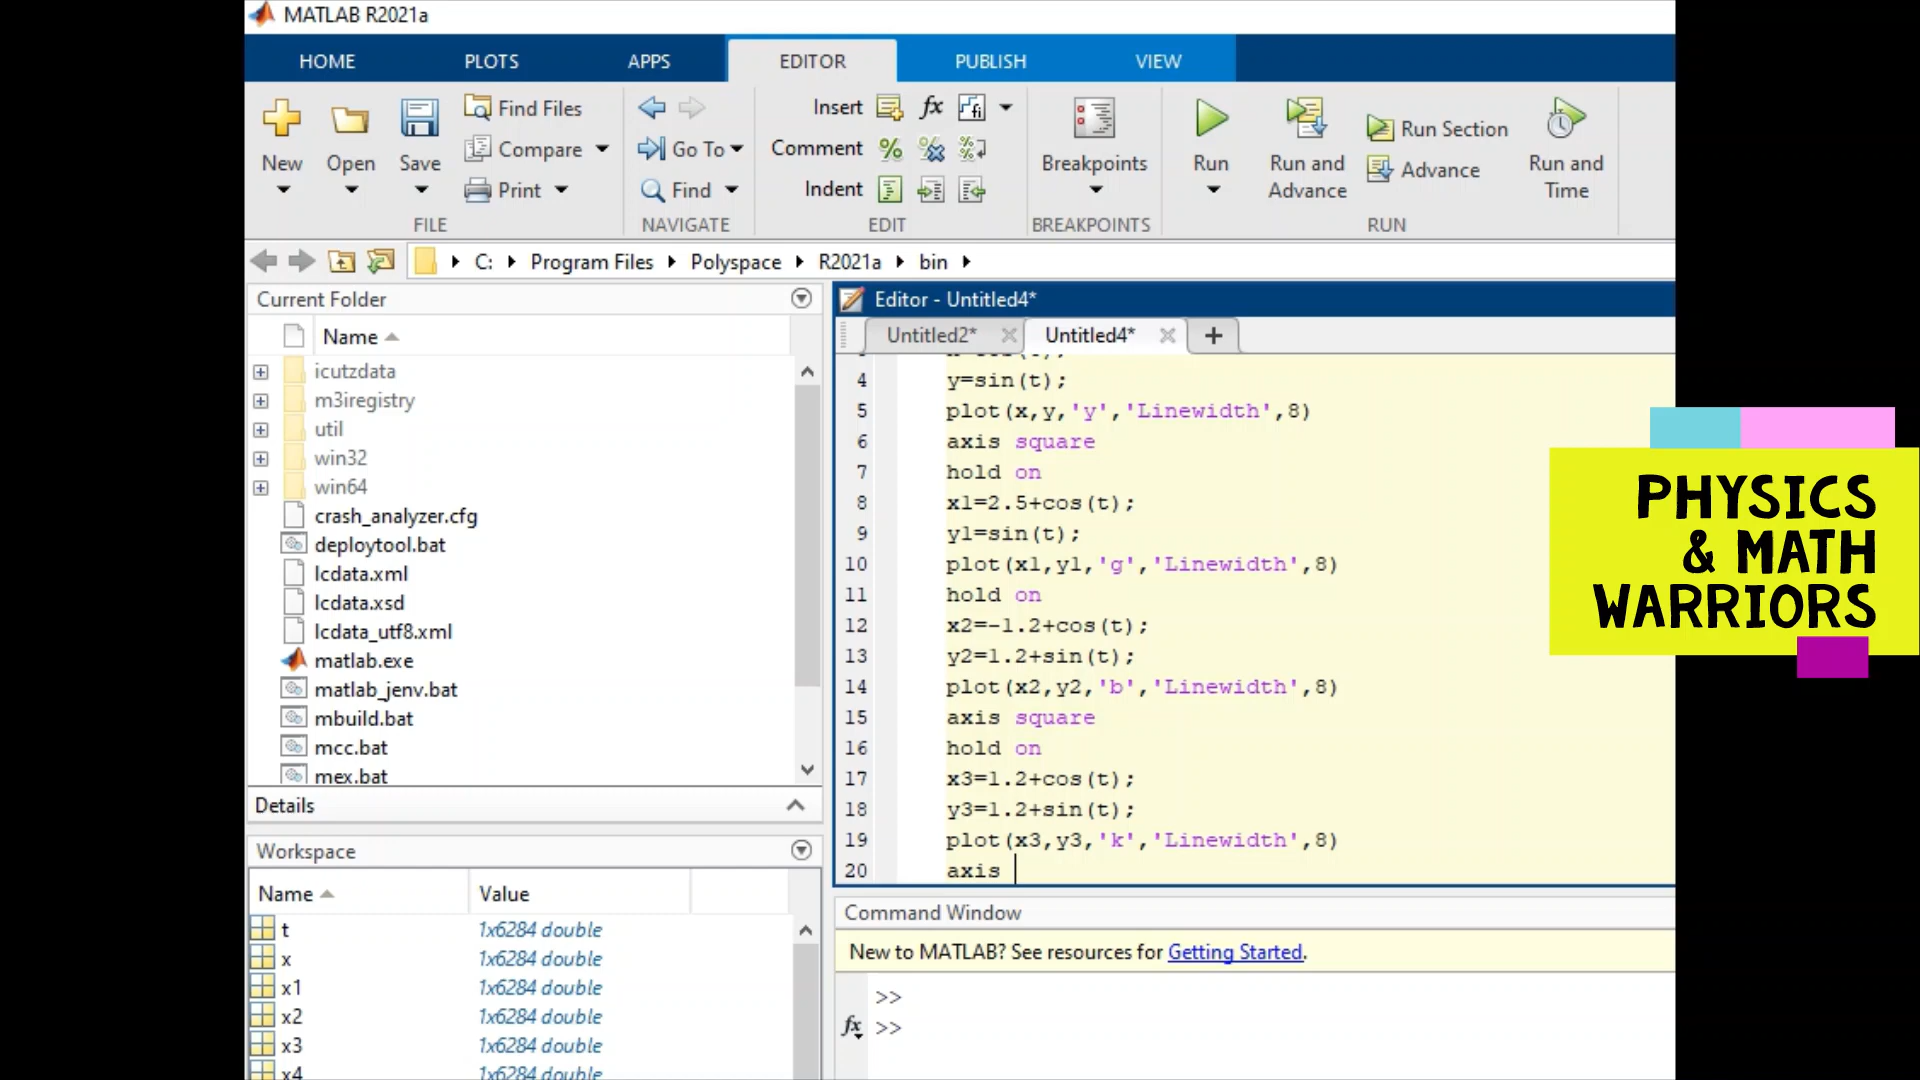 MATLAB R2021a
HOME PLOTS APPS EDITOR PUBLISH VIEW
New Open Save
Find Files
Compare
Print
FILE
Go To
Find
NAVIGATE
Insert fx fi
Comment
Indent
EDIT
Breakpoints
BREAKPOINTS
Run
Run and
Advance
Run Section
Advance
Run and
Time
RUN
C: Program Files Polyspace R2021a bin
Current Folder
Name
icutzdata
m3iregistry
util
win32
win64
crash_analyzer.cfg
deploytool.bat
lcdata.xml
lcdata.xsd
lcdata_utf8.xml
matlab.exe
matlab_jenv.bat
mbuild.bat
mcc.bat
mex.bat
Details
Workspace
Name Value
t 1x6284 double
x 1x6284 double
x1 1x6284 double
x2 1x6284 double
x3 1x6284 double
x4 1x6284 double
Editor - Untitled4*
Untitled2* Untitled4*
4 y=sin(t);
5 plot(x,y,'y','Linewidth',8)
6 axis square
7 hold on
8 x1=2.5+cos(t);
9 y1=sin(t);
10 plot(x1,y1,'g','Linewidth',8)
11 hold on
12 x2=-1.2+cos(t);
13 y2=1.2+sin(t);
14 plot(x2,y2,'b','Linewidth',8)
15 axis square
16 hold on
17 x3=1.2+cos(t);
18 y3=1.2+sin(t);
19 plot(x3,y3,'k','Linewidth',8)
20 axis
Command Window
New to MATLAB? See resources for Getting Started.
>>
fx >>
PHYSICS
& MATH
WARRIORS